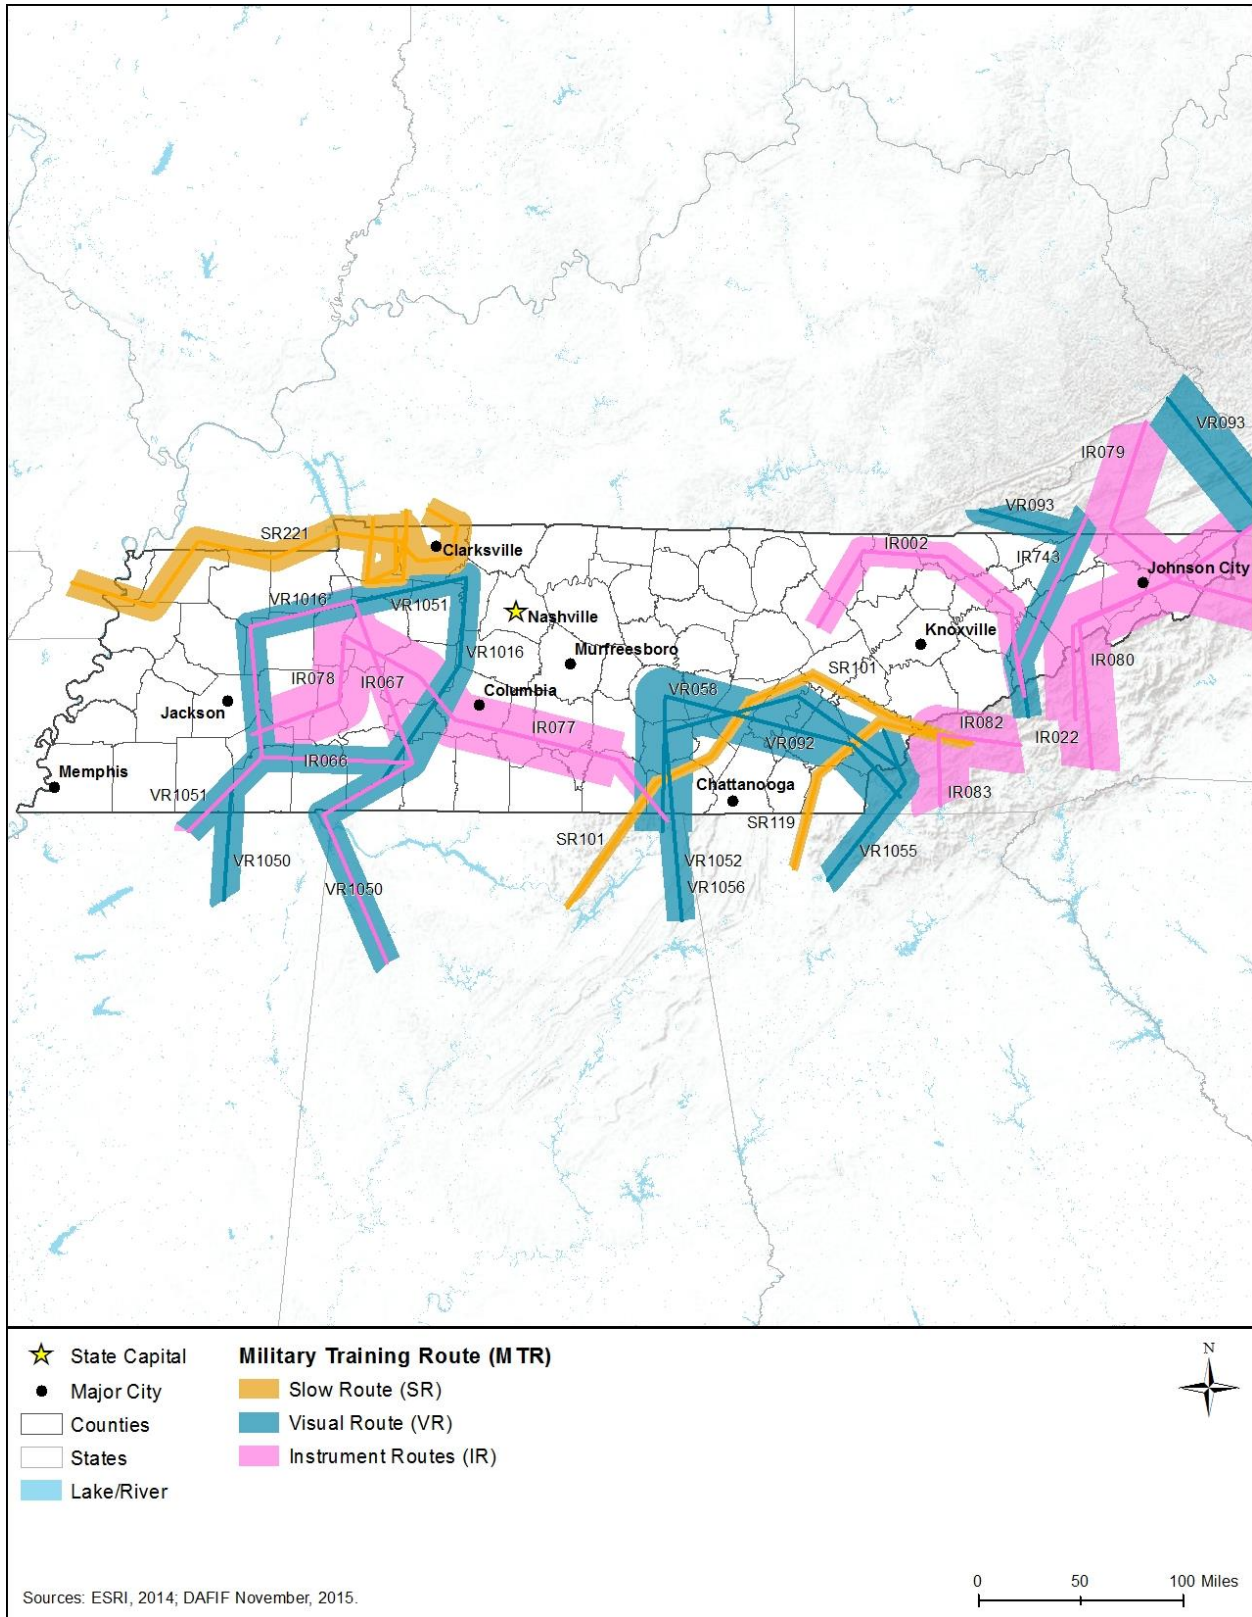 VR093
IR079
VR093
SR221
Clarksville
IR002
IR743
Johnson City
VR1016
VR1051
Nashville
Knoxville
VR1016
Murfreesboro
SR101
IR080
IR078
IR067
VR058
Columbia
Jackson
IR082
IR077
IR022
VR092
IR066
Memphis
Chattanooga
IR083
VR1051
SR119
SR101
VR1055
VR1050
VR1052
VR1050
VR1056
State Capital
Major City
Counties
States
Lake/River
Military Training Route (MTR)
Slow Route (SR)
Visual Route (VR)
Instrument Routes (IR)
N
0 50 100 Miles
Sources: ESRI, 2014; DAFIF November, 2015.